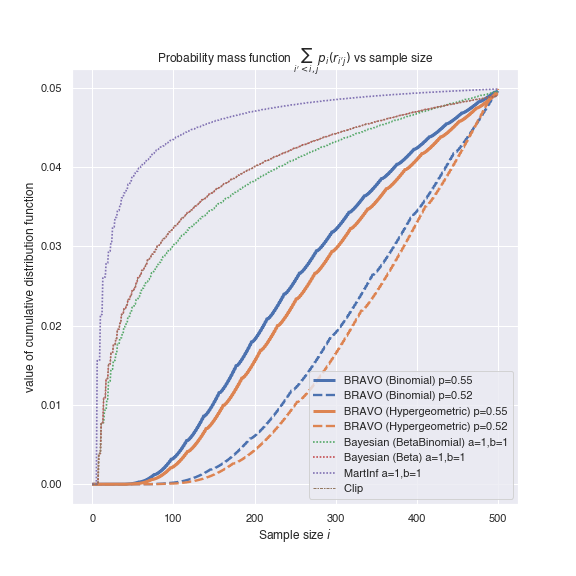 Probability mass function ∑ p_i(r_{i'j}) vs sample size
i' < i, j
0.05
0.04
0.03
0.02
0.01
0.00
value of cumulative distribution function
BRAVO (Binomial) p=0.55
BRAVO (Binomial) p=0.52
BRAVO (Hypergeometric) p=0.55
BRAVO (Hypergeometric) p=0.52
Bayesian (BetaBinomial) a=1,b=1
Bayesian (Beta) a=1,b=1
MartInf a=1,b=1
Clip
0 100 200 300 400 500
Sample size i